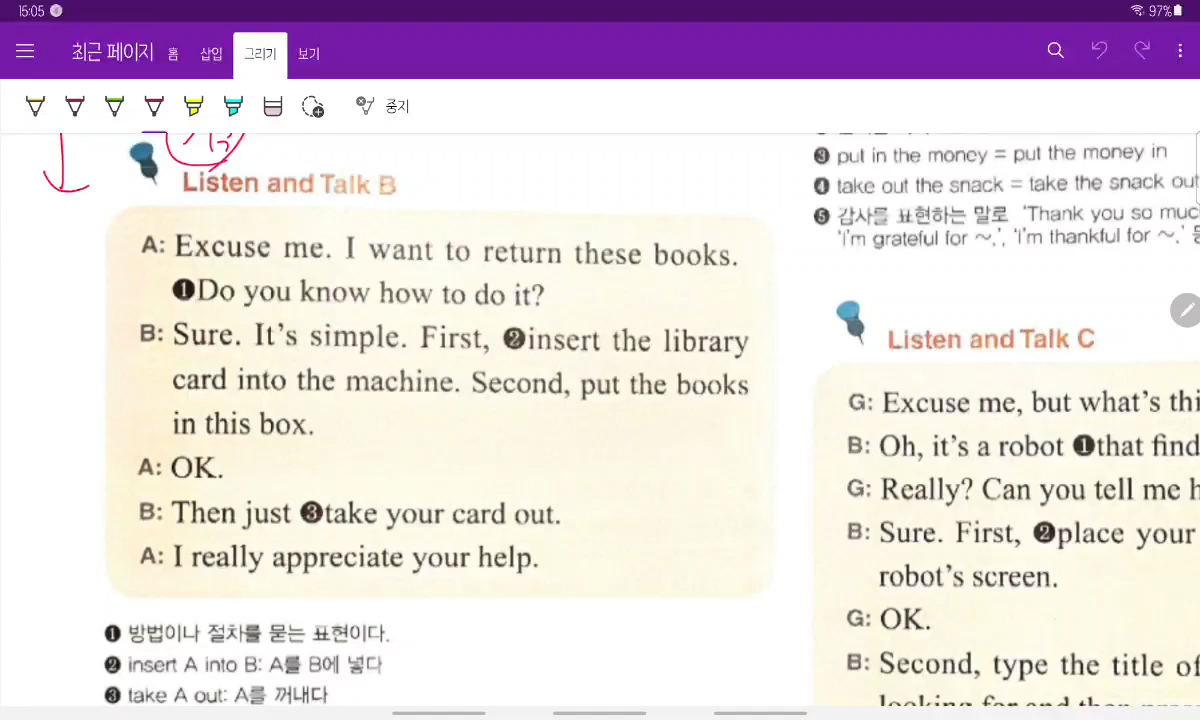 15:05
97%
최근 페이지 홈 삽입 그리기 보기
중지
Listen and Talk B
A: Excuse me. I want to return these books.
❶Do you know how to do it?
B: Sure. It's simple. First, ❷insert the library
card into the machine. Second, put the books
in this box.
A: OK.
B: Then just ❸take your card out.
A: I really appreciate your help.
❶ 방법이나 절차를 묻는 표현이다.
❷ insert A into B: A를 B에 넣다
❸ take A out: A를 꺼내다
❸ put in the money = put the money in
❹ take out the snack = take the snack out
❺ 감사를 표현하는 말로 'Thank you so muc
'I'm grateful for ~.', 'I'm thankful for ~.'
Listen and Talk C
G: Excuse me, but what's thi
B: Oh, it's a robot ❶that find
G: Really? Can you tell me h
B: Sure. First, ❷place your
robot's screen.
G: OK.
B: Second, type the title of
looking for and then